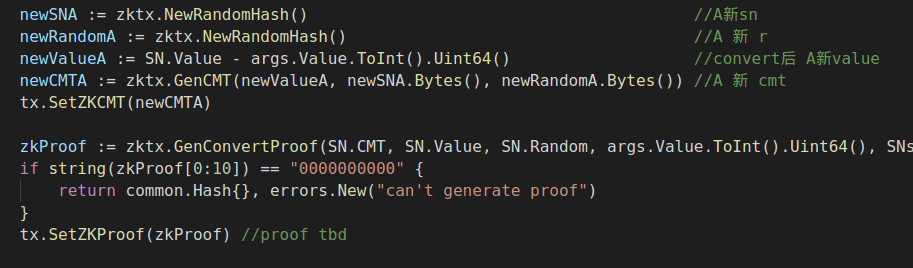 newSNA := zktx.NewRandomHash() //A新sn
newRandomA := zktx.NewRandomHash() //A 新 r
newValueA := SN.Value - args.Value.ToInt().Uint64() //convert后 A新value
newCMTA := zktx.GenCMT(newValueA, newSNA.Bytes(), newRandomA.Bytes()) //A 新 cmt
tx.SetZKCMT(newCMTA)
zkProof := zktx.GenConvertProof(SN.CMT, SN.Value, SN.Random, args.Value.ToInt().Uint64(), SNs
if string(zkProof[0:10]) == "0000000000" {
return common.Hash{}, errors.New("can't generate proof")
}
tx.SetZKProof(zkProof) //proof tbd